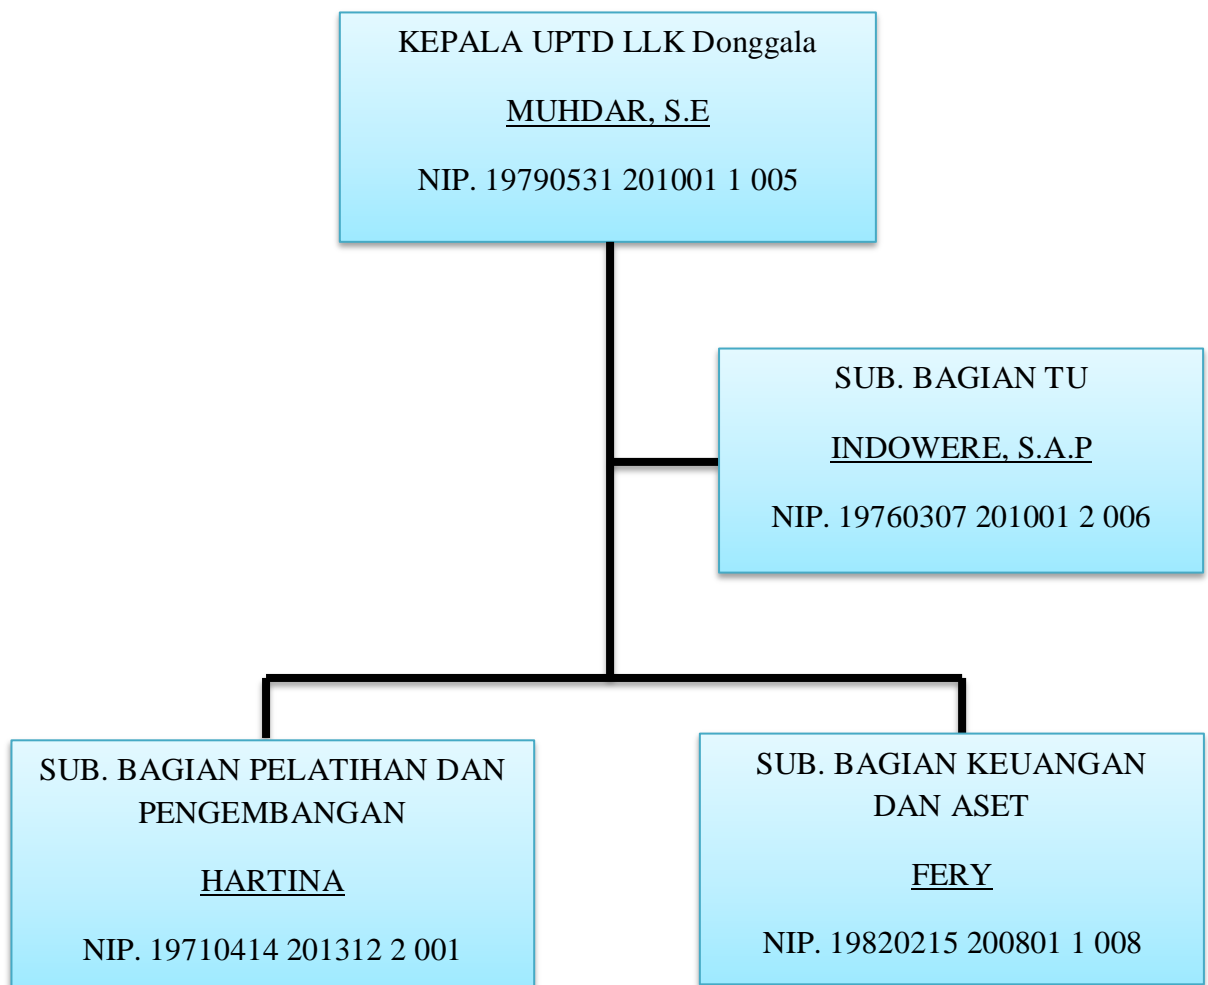 KEPALA UPTD LLK Donggala
MUHDAR, S.E
NIP. 19790531 201001 1 005
SUB. BAGIAN TU
INDOWERE, S.A.P
NIP. 19760307 201001 2 006
SUB. BAGIAN PELATIHAN DAN
PENGEMBANGAN
HARTINA
NIP. 19710414 201312 2 001
SUB. BAGIAN KEUANGAN
DAN ASET
FERY
NIP. 19820215 200801 1 008